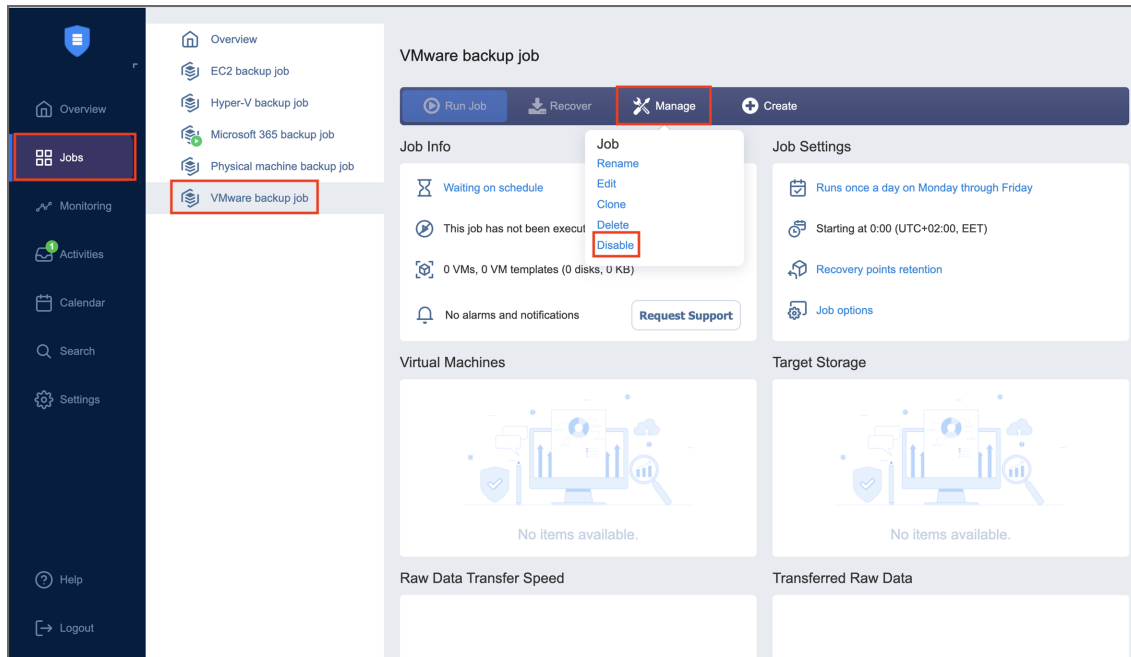 Overview
Jobs
Monitoring
1
Activities
Calendar
Search
Settings
Help
Logout
Overview
EC2 backup job
Hyper-V backup job
Microsoft 365 backup job
Physical machine backup job
VMware backup job
VMware backup job
Run Job
Recover
Manage
Create
Job
Rename
Edit
Clone
Delete
Disable
Job Info
Waiting on schedule
This job has not been execut
0 VMs, 0 VM templates (0 disks, 0 KB)
No alarms and notifications
Request Support
Job Settings
Runs once a day on Monday through Friday
Starting at 0:00 (UTC+02:00, EET)
Recovery points retention
Job options
Virtual Machines
No items available.
Target Storage
No items available.
Raw Data Transfer Speed
Transferred Raw Data